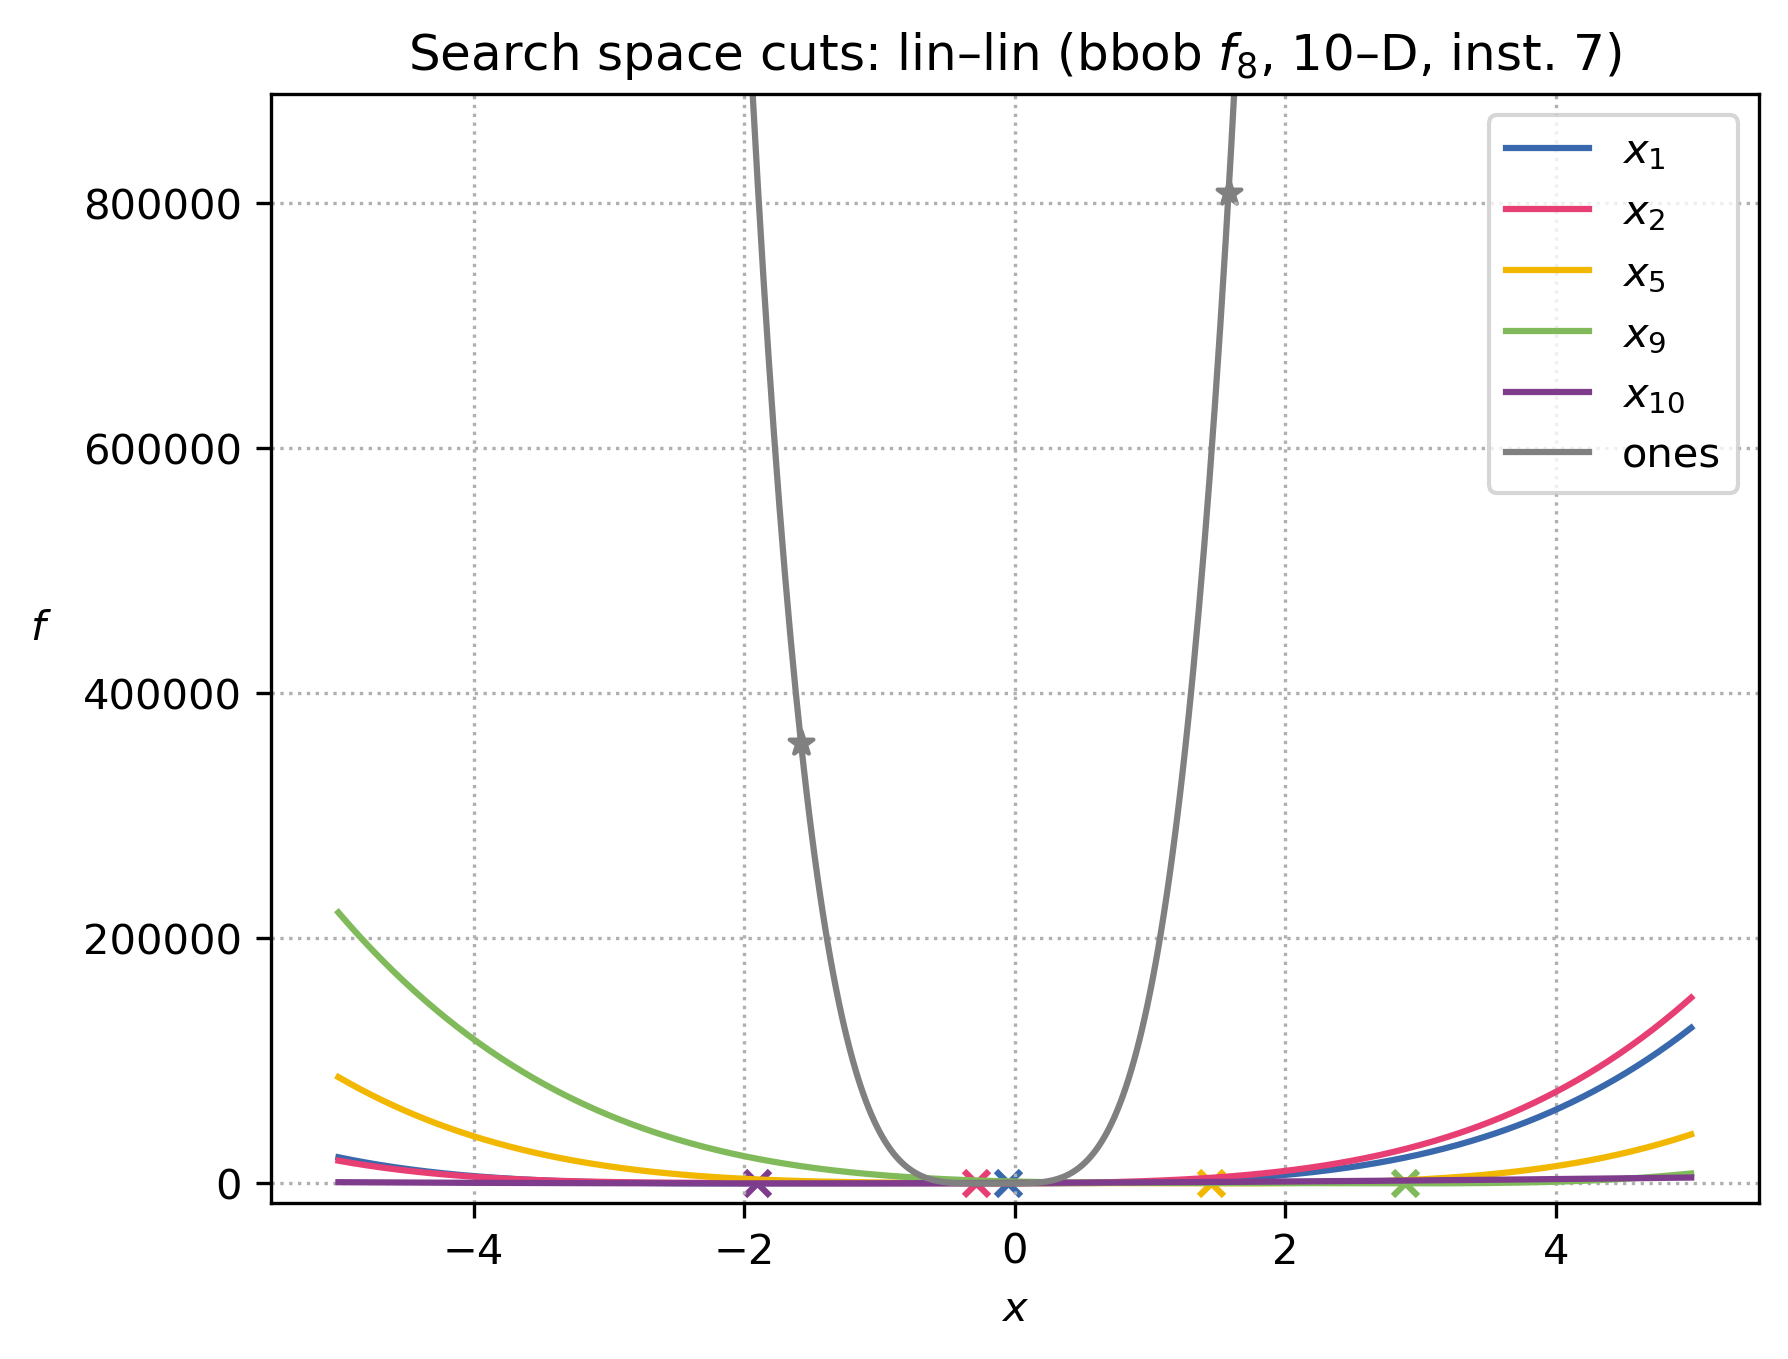 Search space cuts: lin–lin (bbob f₈, 10–D, inst. 7)
x₁
x₂
x₅
x₉
x₁₀
ones
800000
600000
400000
200000
0
f
−4 −2 0 2 4
x